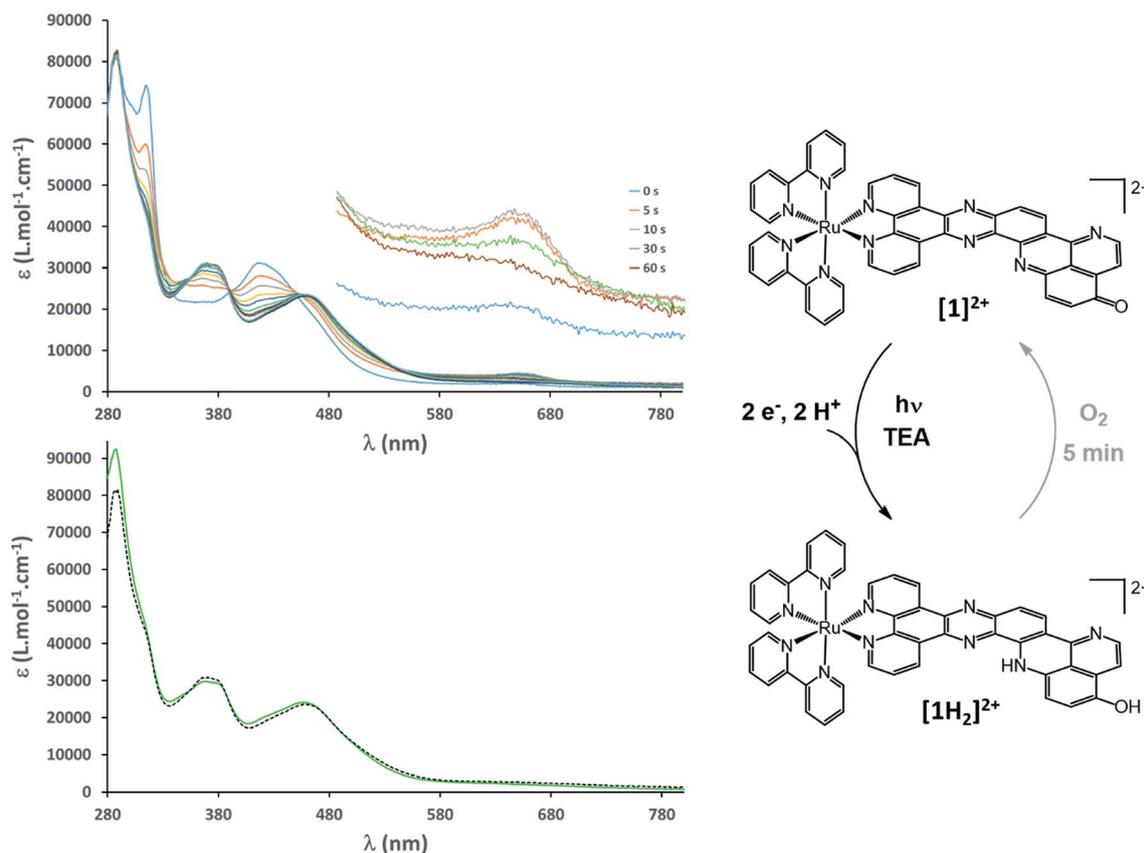 90000
80000
70000
60000
50000
40000
30000
20000
10000
0
ε (L.mol⁻¹.cm⁻¹)
280 380 480 580 680 780
λ (nm)
0 s
5 s
10 s
30 s
60 s
90000
80000
70000
60000
50000
40000
30000
20000
10000
0
ε (L.mol⁻¹.cm⁻¹)
280 380 480 580 680 780
λ (nm)
N
N
N
N
Ru
N
N
N
N
N
N
O
2+
[1]²⁺
2 e⁻, 2 H⁺
hν
TEA
O₂
5 min
N
N
N
N
Ru
N
N
N
N
N
HN
OH
2+
[1H₂]²⁺